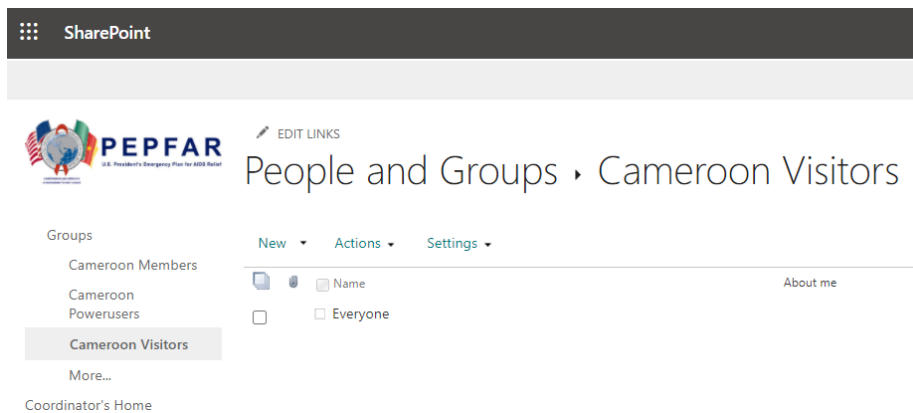 SharePoint
PEPFAR
U.S. President's Emergency Plan for AIDS Relief
EDIT LINKS
People and Groups ▸ Cameroon Visitors
Groups
Cameroon Members
Cameroon
Powerusers
Cameroon Visitors
More...
Coordinator's Home
New Actions Settings
Name About me
Everyone